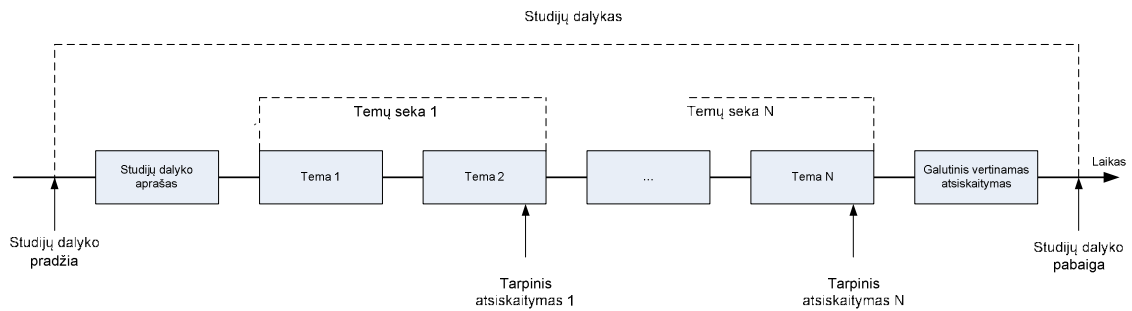 Studijų dalykas
Temų seka 1
Temų seka N
Studijų dalyko
aprašas
Tema 1
Tema 2
...
Tema N
Galutinis vertinamas
atsiskaitymas
Laikas
Studijų dalyko
pradžia
Tarpinis
atsiskaitymas 1
Tarpinis
atsiskaitymas N
Studijų dalyko
pabaiga